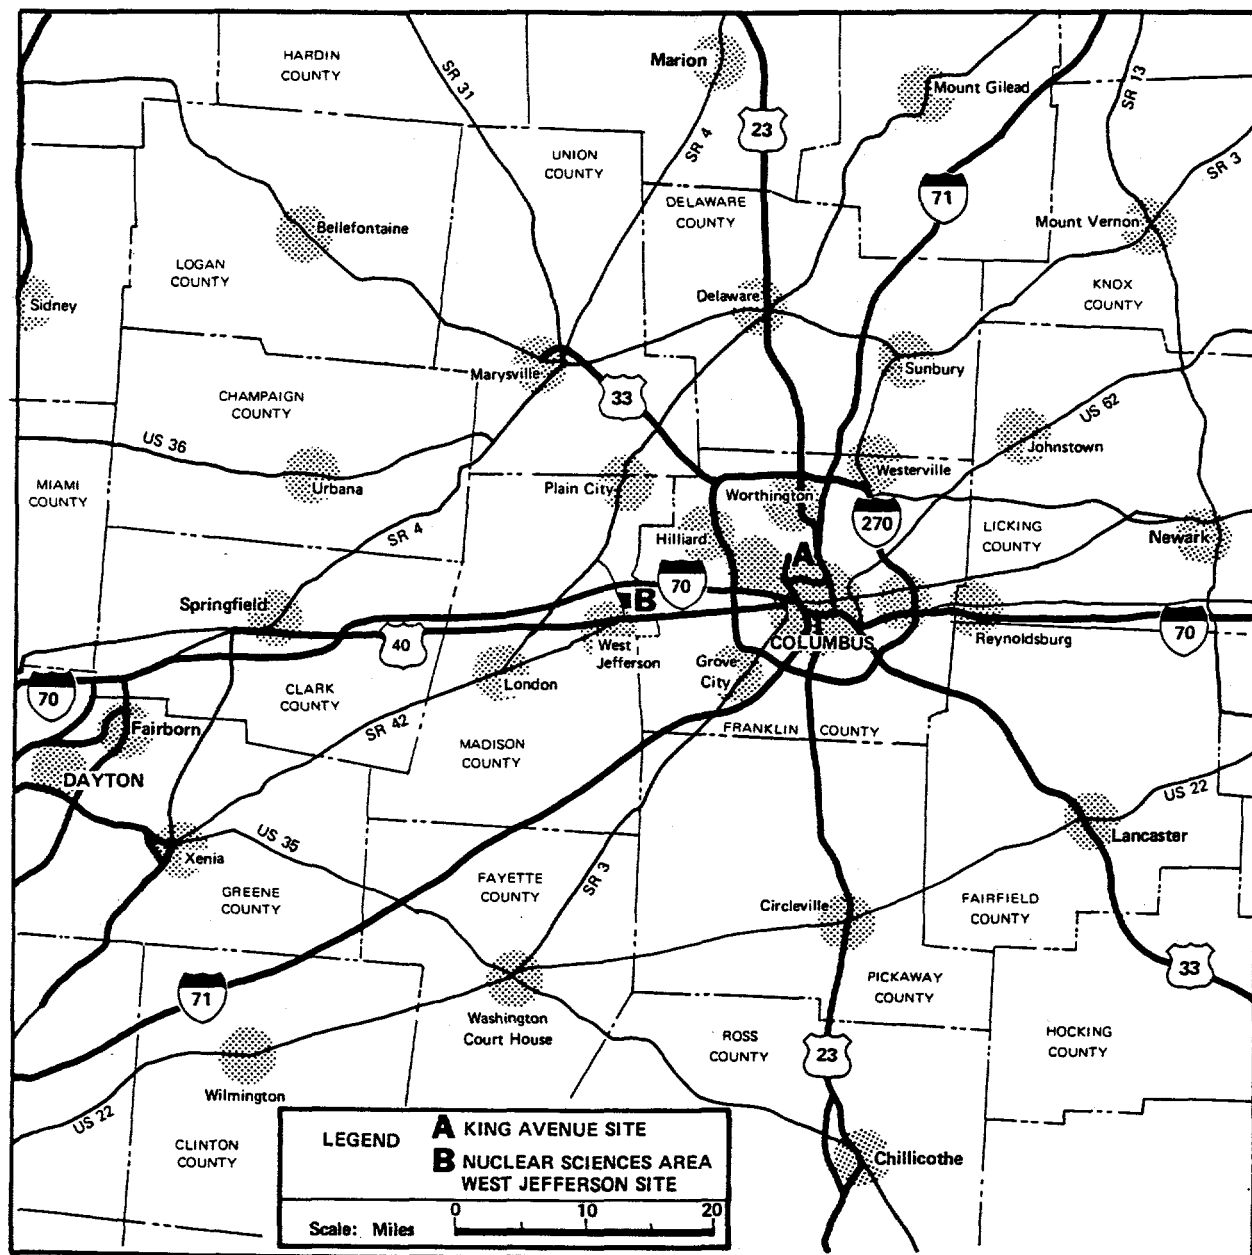 HARDIN
COUNTY
SR 31
Marion
SR 4
23
Mount Gilead
SR 13
UNION
COUNTY
SR 3
71
DELAWARE
COUNTY
Mount Vernon
Bellefontaine
LOGAN
COUNTY
KNOX
COUNTY
Sidney
Delaware
Marysville
Sunbury
CHAMPAIGN
COUNTY
33
US 62
US 36
Johnstown
MIAMI
COUNTY
Urbana
Plain City
Westerville
Worthington
270
SR 4
Hilliard
LICKING
COUNTY
Newark
A
70
B
Springfield
40
West
Jefferson
COLUMBUS
Reynoldsburg
70
Grove
City
London
70
CLARK
COUNTY
SR 42
Fairborn
FRANKLIN COUNTY
MADISON
COUNTY
DAYTON
US 22
US 35
Lancaster
Xenia
GREENE
COUNTY
FAYETTE
COUNTY
SR 3
Circleville
FAIRFIELD
COUNTY
71
33
PICKAWAY
COUNTY
Washington
Court House
ROSS
COUNTY
23
HOCKING
COUNTY
Wilmington
US 22
CLINTON
COUNTY
Chillicothe
LEGEND
A KING AVENUE SITE
B NUCLEAR SCIENCES AREA
WEST JEFFERSON SITE
Scale: Miles
0 10 20